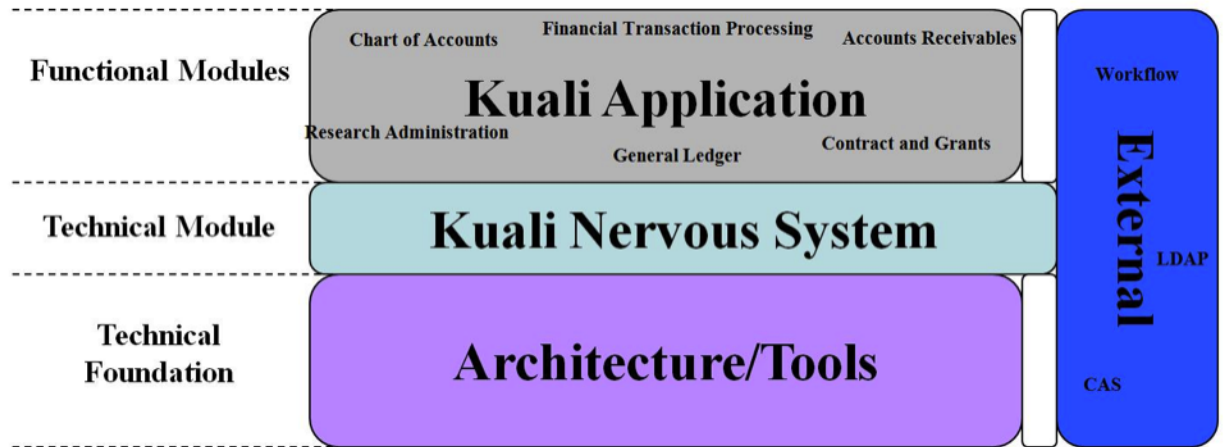 Functional Modules
Chart of Accounts
Financial Transaction Processing
Accounts Receivables
Kuali Application
Research Administration
General Ledger
Contract and Grants
Technical Module
Kuali Nervous System
Technical
Foundation
Architecture/Tools
Workflow
External
LDAP
CAS